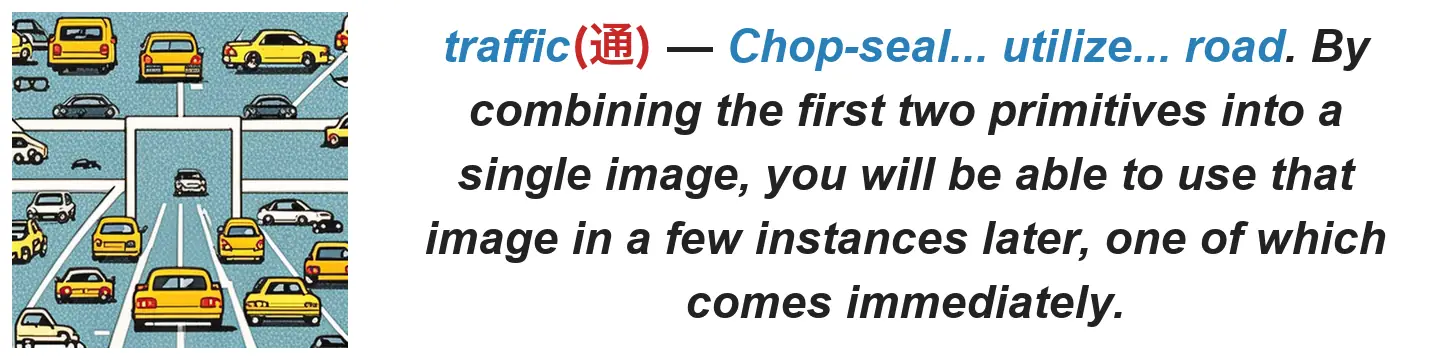 traffic(通) — Chop-seal... utilize... road. By
combining the first two primitives into a
single image, you will be able to use that
image in a few instances later, one of which
comes immediately.